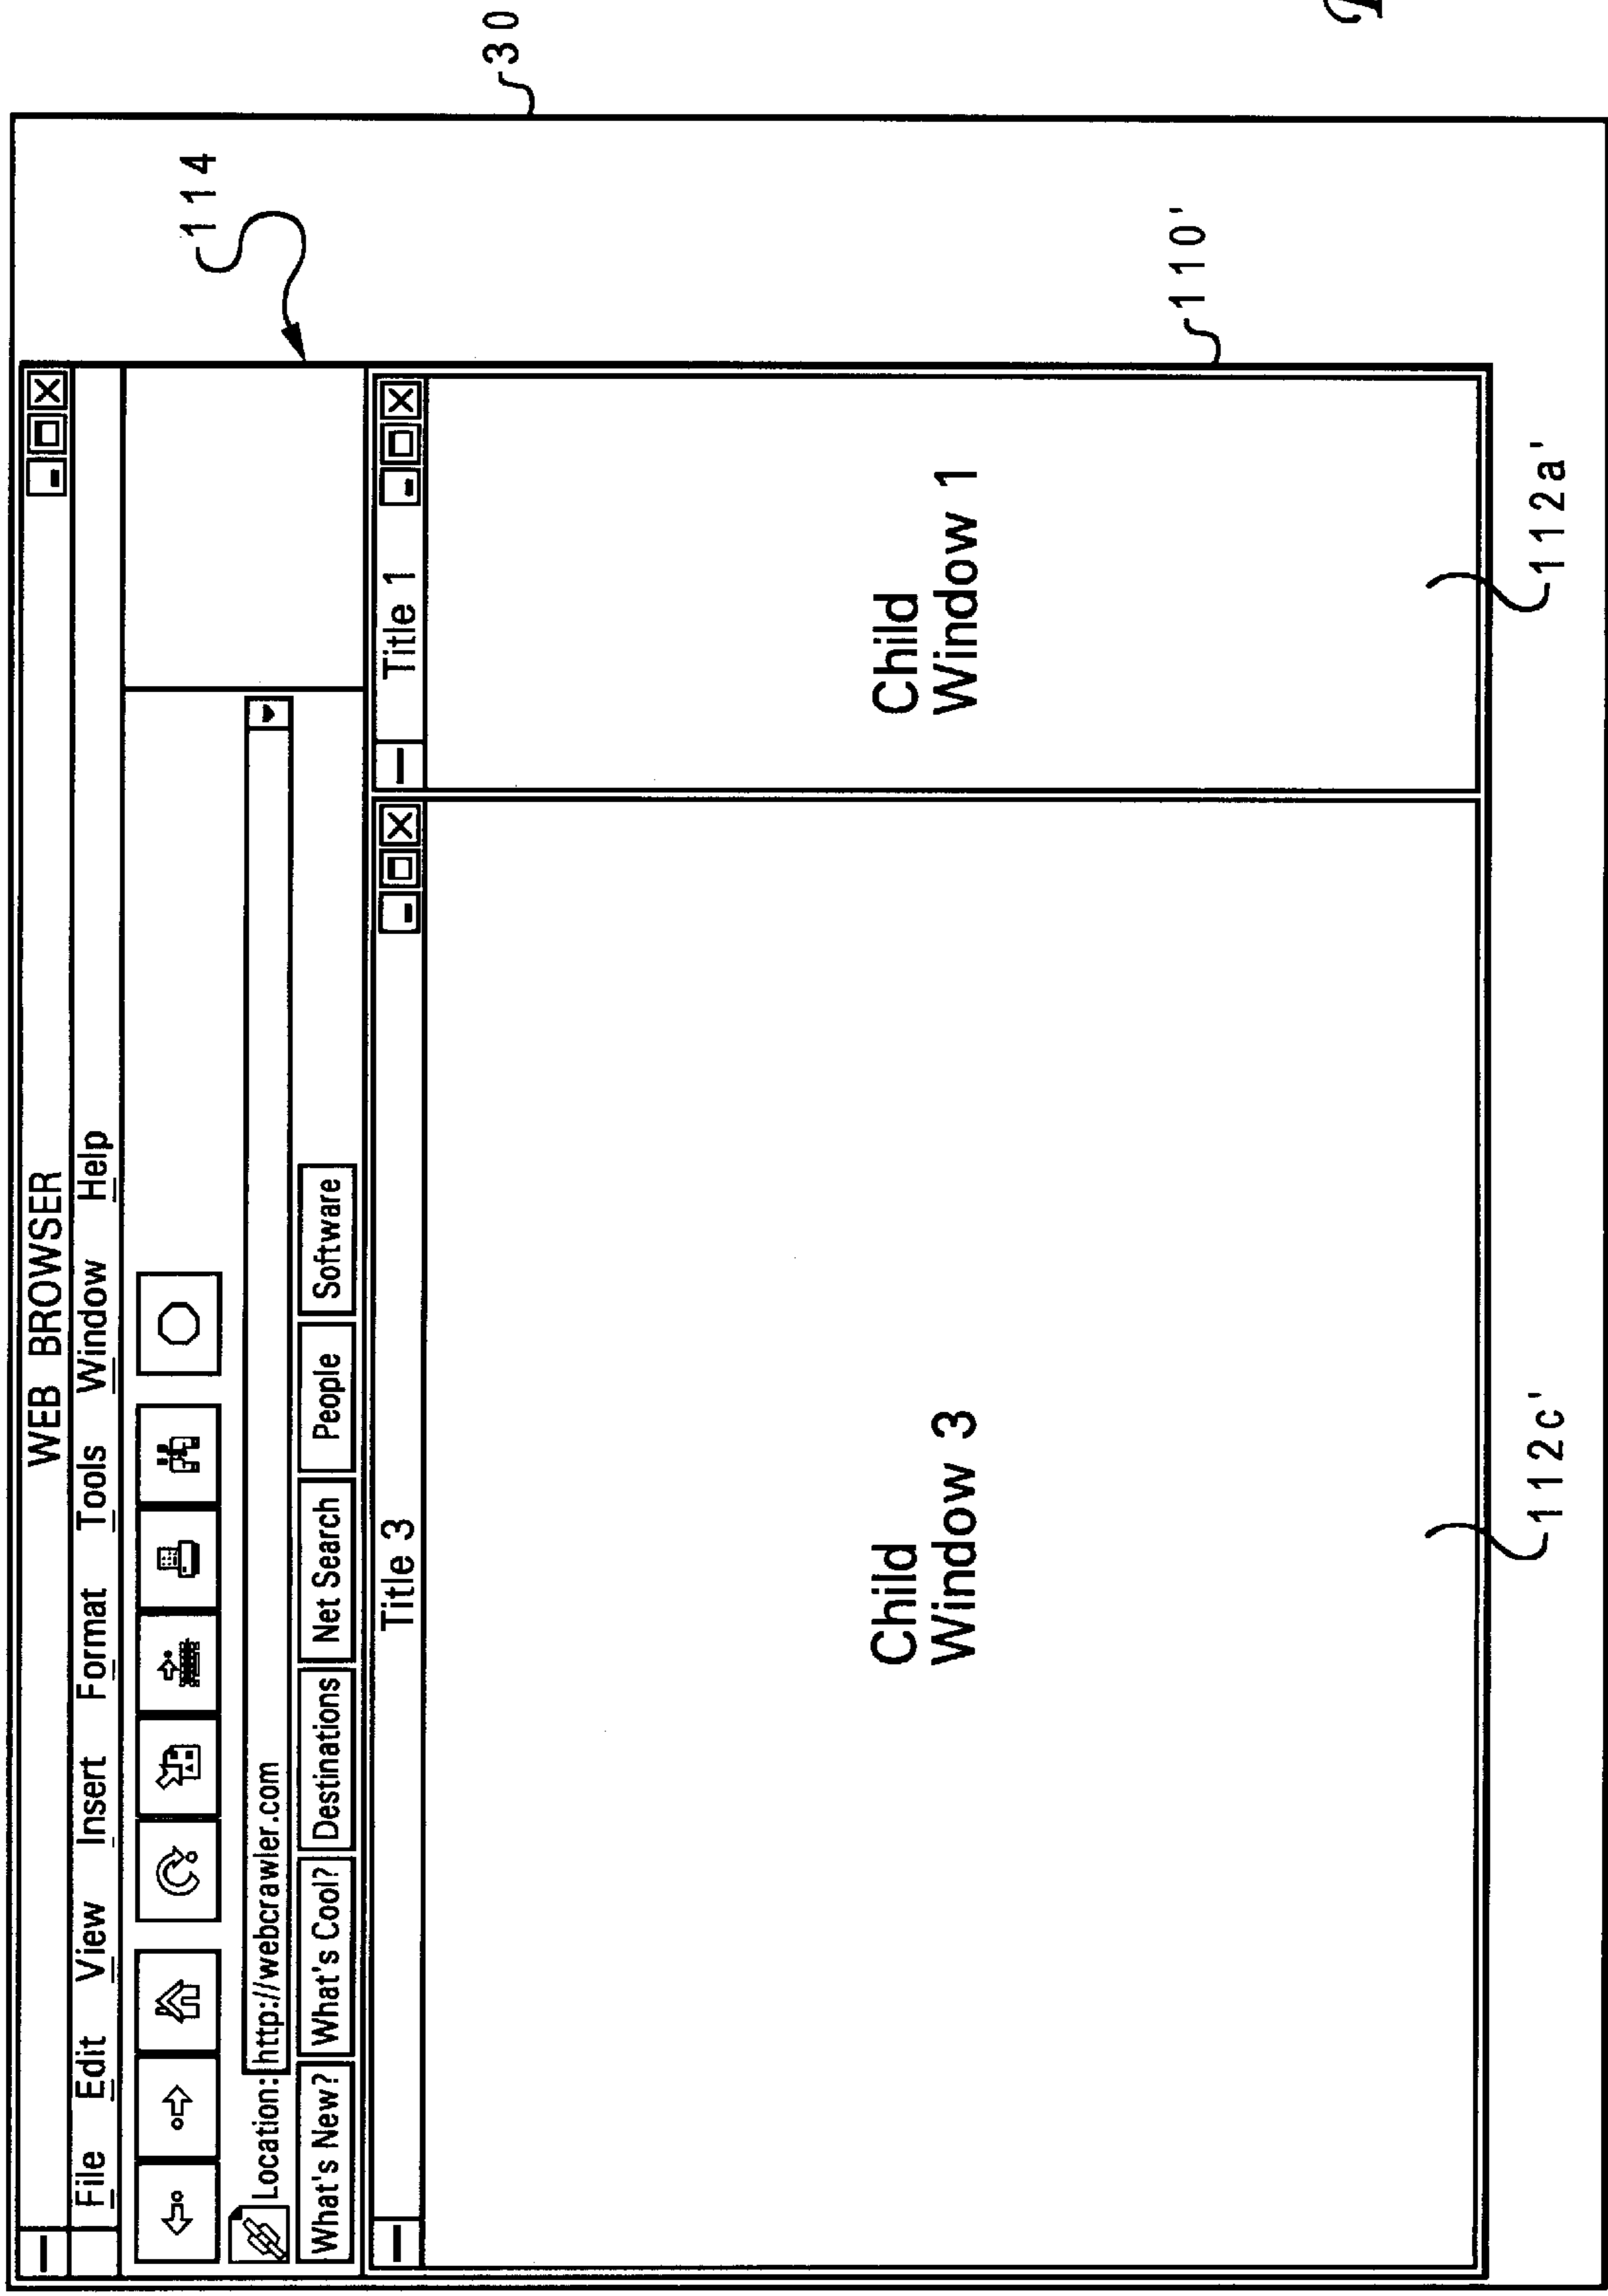 30
114
WEB BROWSER
File Edit View Insert Format Tools Window Help
Location: http://webcrawler.com
What's New? What's Cool? Destinations Net Search People Software
Title 3
Title 1
Child
Window 3
Child
Window 1
110'
112c'
112a'